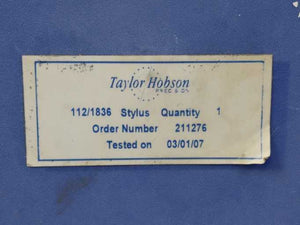 Taylor Hobson
112/1836 Stylus Quantity 1
Order Number 211276
Tested on 03/01/07